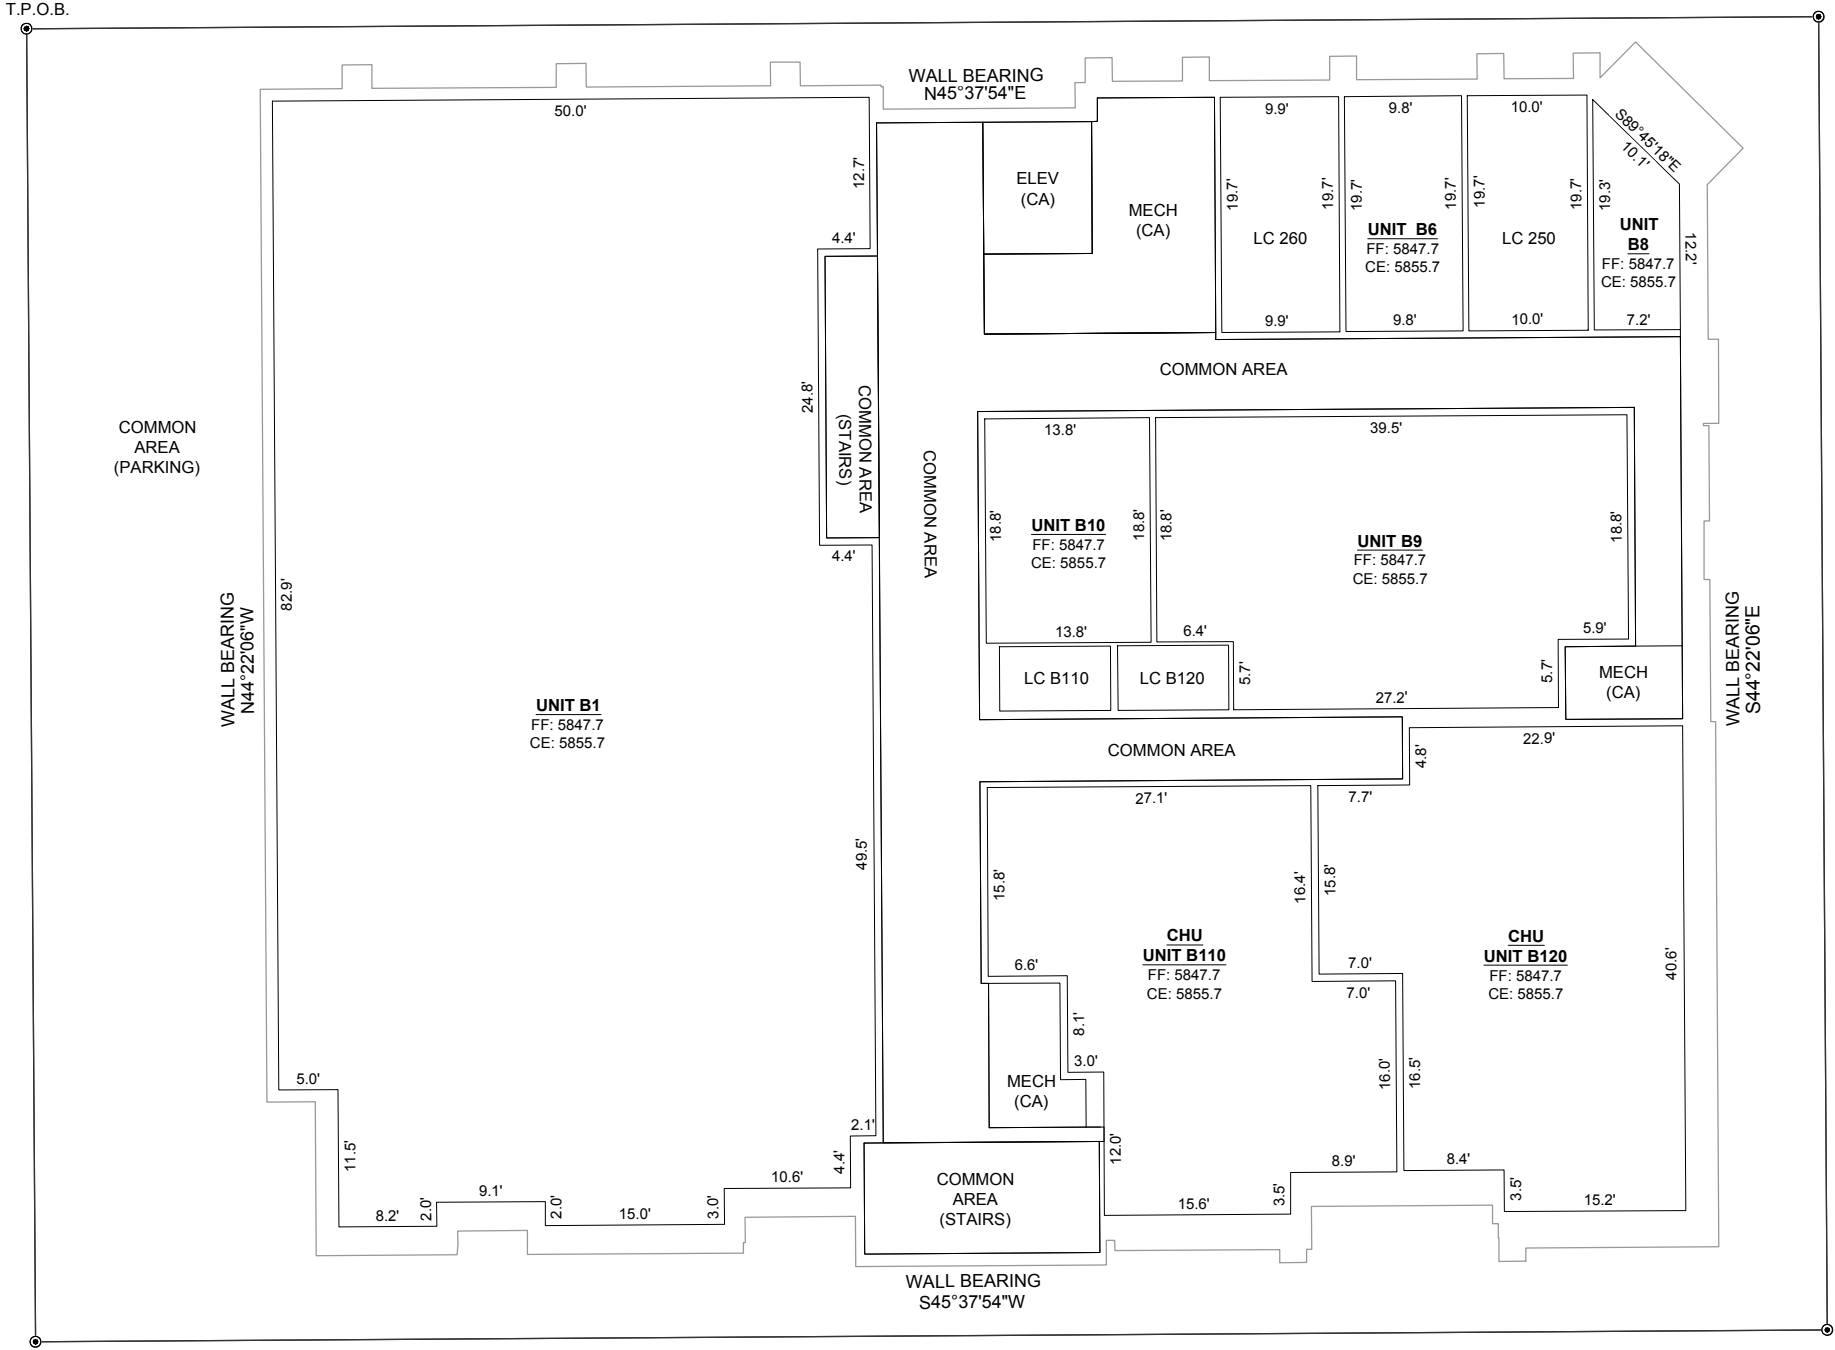 T.P.O.B.
WALL BEARING
N45°37'54"E
50.0'
12.7'
4.4'
24.8'
4.4'
COMMON AREA
(STAIRS)
82.9'
49.5'
UNIT B1
FF: 5847.7
CE: 5855.7
COMMON
AREA
(PARKING)
WALL BEARING
N44°22'06"W
5.0'
11.5'
8.2'
2.0'
9.1'
2.0'
15.0'
3.0'
10.6'
4.4'
2.1'
ELEV
(CA)
MECH
(CA)
9.9'
19.7'
19.7'
LC 260
9.9'
9.8'
19.7'
19.7'
UNIT B6
FF: 5847.7
CE: 5855.7
9.8'
10.0'
19.7'
19.7'
LC 250
10.0'
S89°45'18"E
10.1'
19.3'
UNIT
B8
FF: 5847.7
CE: 5855.7
12.2'
7.2'
COMMON AREA
COMMON AREA
13.8'
18.8'
18.8'
UNIT B10
FF: 5847.7
CE: 5855.7
13.8'
39.5'
18.8'
18.8'
UNIT B9
FF: 5847.7
CE: 5855.7
6.4'
5.7'
27.2'
5.7'
5.9'
LC B110
LC B120
MECH
(CA)
WALL BEARING
S44°22'06"E
COMMON AREA
27.1'
15.8'
16.4'
CHU
UNIT B110
FF: 5847.7
CE: 5855.7
6.6'
8.1'
3.0'
7.0'
16.0'
12.0'
8.9'
3.5'
15.6'
MECH
(CA)
22.9'
4.8'
7.7'
15.8'
CHU
UNIT B120
FF: 5847.7
CE: 5855.7
40.6'
7.0'
16.5'
8.4'
3.5'
15.2'
COMMON
AREA
(STAIRS)
WALL BEARING
S45°37'54"W